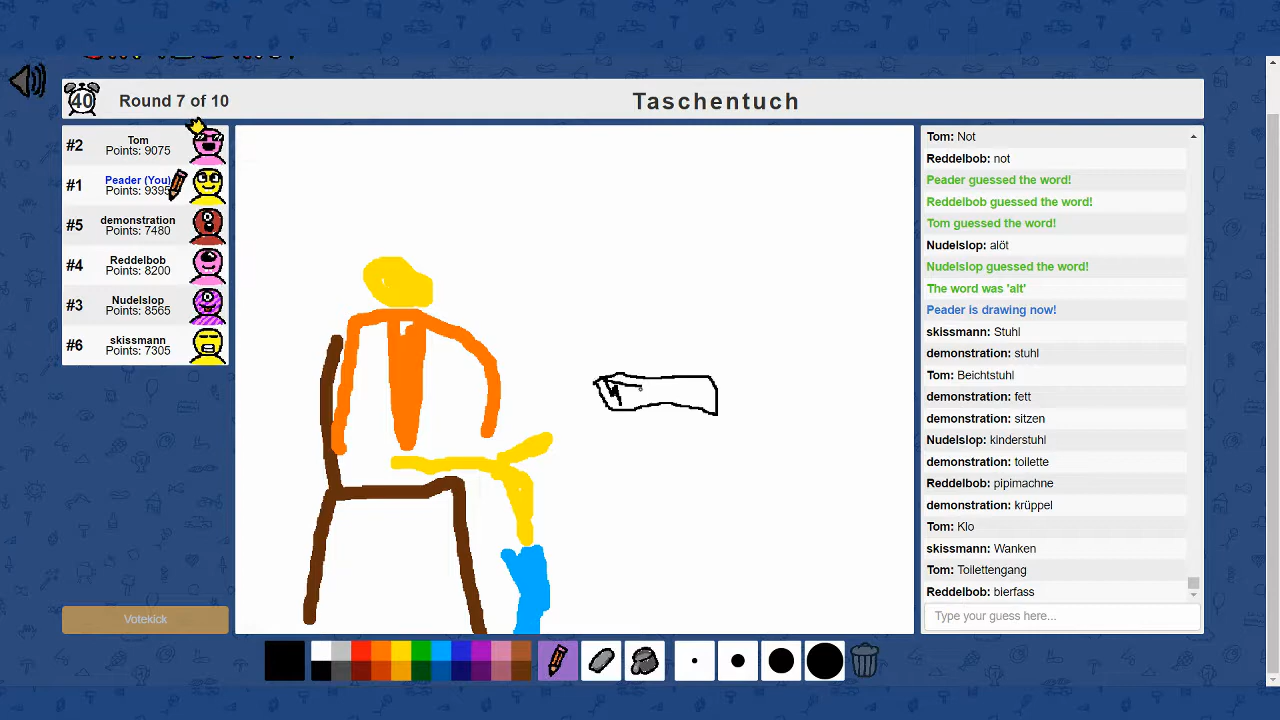 40
Round 7 of 10
Taschentuch
#2
Tom
Points: 9075
#1
Peader (You)
Points: 9395
#5
demonstration
Points: 7480
#4
Reddelbob
Points: 8200
#3
Nudelslop
Points: 8565
#6
skissmann
Points: 7305
Votekick
Tom: Not
Reddelbob: not
Peader guessed the word!
Reddelbob guessed the word!
Tom guessed the word!
Nudelslop: alöt
Nudelslop guessed the word!
The word was 'alt'
Peader is drawing now!
skissmann: Stuhl
demonstration: stuhl
Tom: Beichtstuhl
demonstration: fett
demonstration: sitzen
Nudelslop: kinderstuhl
demonstration: toilette
Reddelbob: pipimachne
demonstration: krüppel
Tom: Klo
skissmann: Wanken
Tom: Toilettengang
Reddelbob: bierfass
Type your guess here...